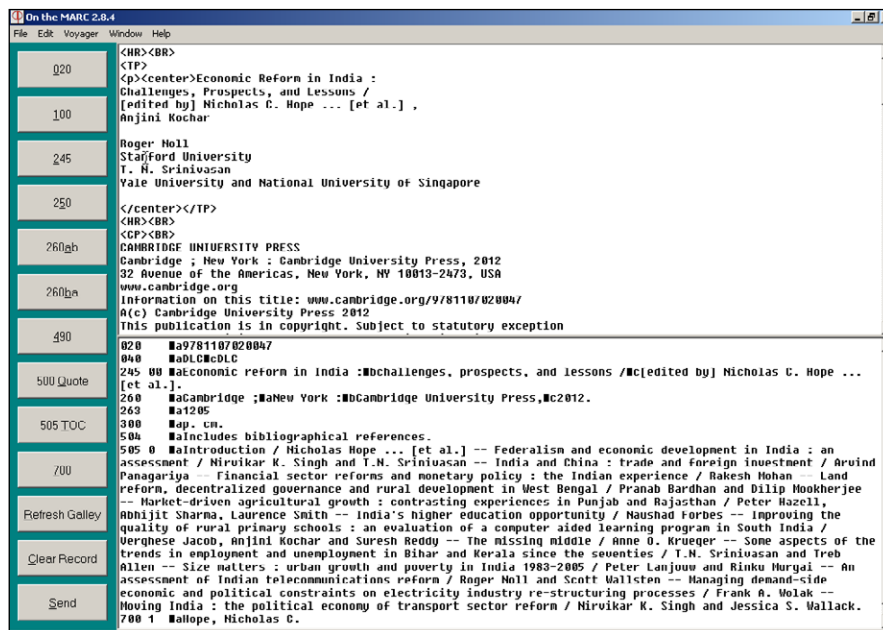 On the MARC 2.8.4
File Edit Voyager Window Help
020
100
245
250
260ab
260ba
490
500 Quote
505 TOC
700
Refresh Galley
Clear Record
Send
<HR><BR>
<TP>
<p><center>Economic Reform in India :
Challenges, Prospects, and Lessons /
[edited by] Nicholas C. Hope ... [et al.] ,
Anjini Kochar
Roger Noll
Stanford University
T. N. Srinivasan
Yale University and National University of Singapore
</center></TP>
<HR><BR>
<CP><BR>
CAMBRIDGE UNIVERSITY PRESS
Cambridge ; New York : Cambridge University Press, 2012
32 Avenue of the Americas, New York, NY 10013-2473, USA
www.cambridge.org
Information on this title: www.cambridge.org/9781107020047
A(c) Cambridge University Press 2012
This publication is in copyright. Subject to statutory exception
020 ■a9781107020047
040 ■aDLC■cDLC
245 00 ■aEconomic reform in India :■bchallenges, prospects, and lessons /■c[edited by] Nicholas C. Hope ...
[et al.].
260 ■aCambridge ;■aNew York :■bCambridge University Press,■c2012.
263 ■a1205
300 ■ap. cm.
504 ■aIncludes bibliographical references.
505 0 ■aIntroduction / Nicholas Hope ... [et al.] -- Federalism and economic development in India : an
assessment / Nirvikar K. Singh and T.N. Srinivasan -- India and China : trade and foreign investment / Arvind
Panagariya -- Financial sector reforms and monetary policy : the Indian experience / Rakesh Mohan -- Land
reform, decentralized governance and rural development in West Bengal / Pranab Bardhan and Dilip Mookherjee
-- Market-driven agricultural growth : contrasting experiences in Punjab and Rajasthan / Peter Hazell,
Abhijit Sharma, Laurence Smith -- India's higher education opportunity / Naushad Forbes -- Improving the
quality of rural primary schools : an evaluation of a computer aided learning program in South India /
Verghese Jacob, Anjini Kochar and Suresh Reddy -- The missing middle / Anne O. Krueger -- Some aspects of the
trends in employment and unemployment in Bihar and Kerala since the seventies / T.N. Srinivasan and Treb
Allen -- Size matters : urban growth and poverty in India 1983-2005 / Peter Lanjouw and Rinku Murgai -- An
assessment of Indian telecommunications reform / Roger Noll and Scott Wallsten -- Managing demand-side
economic and political constraints on electricity industry re-structuring processes / Frank A. Wolak --
Moving India : the political economy of transport sector reform / Nirvikar K. Singh and Jessica S. Wallack.
700 1 ■aHope, Nicholas C.